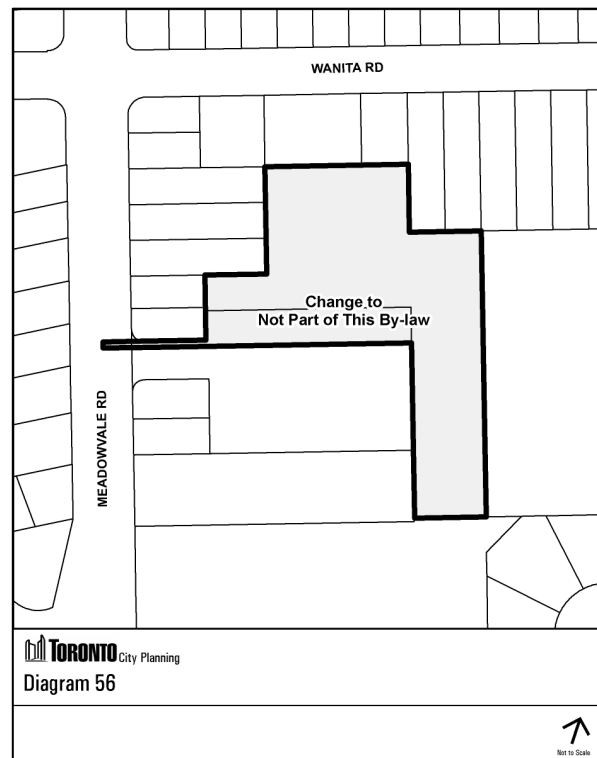 WANITA RD
Change to
Not Part of This By-law
MEADOWVALE RD
TORONTO City Planning
Diagram 56
Not to Scale